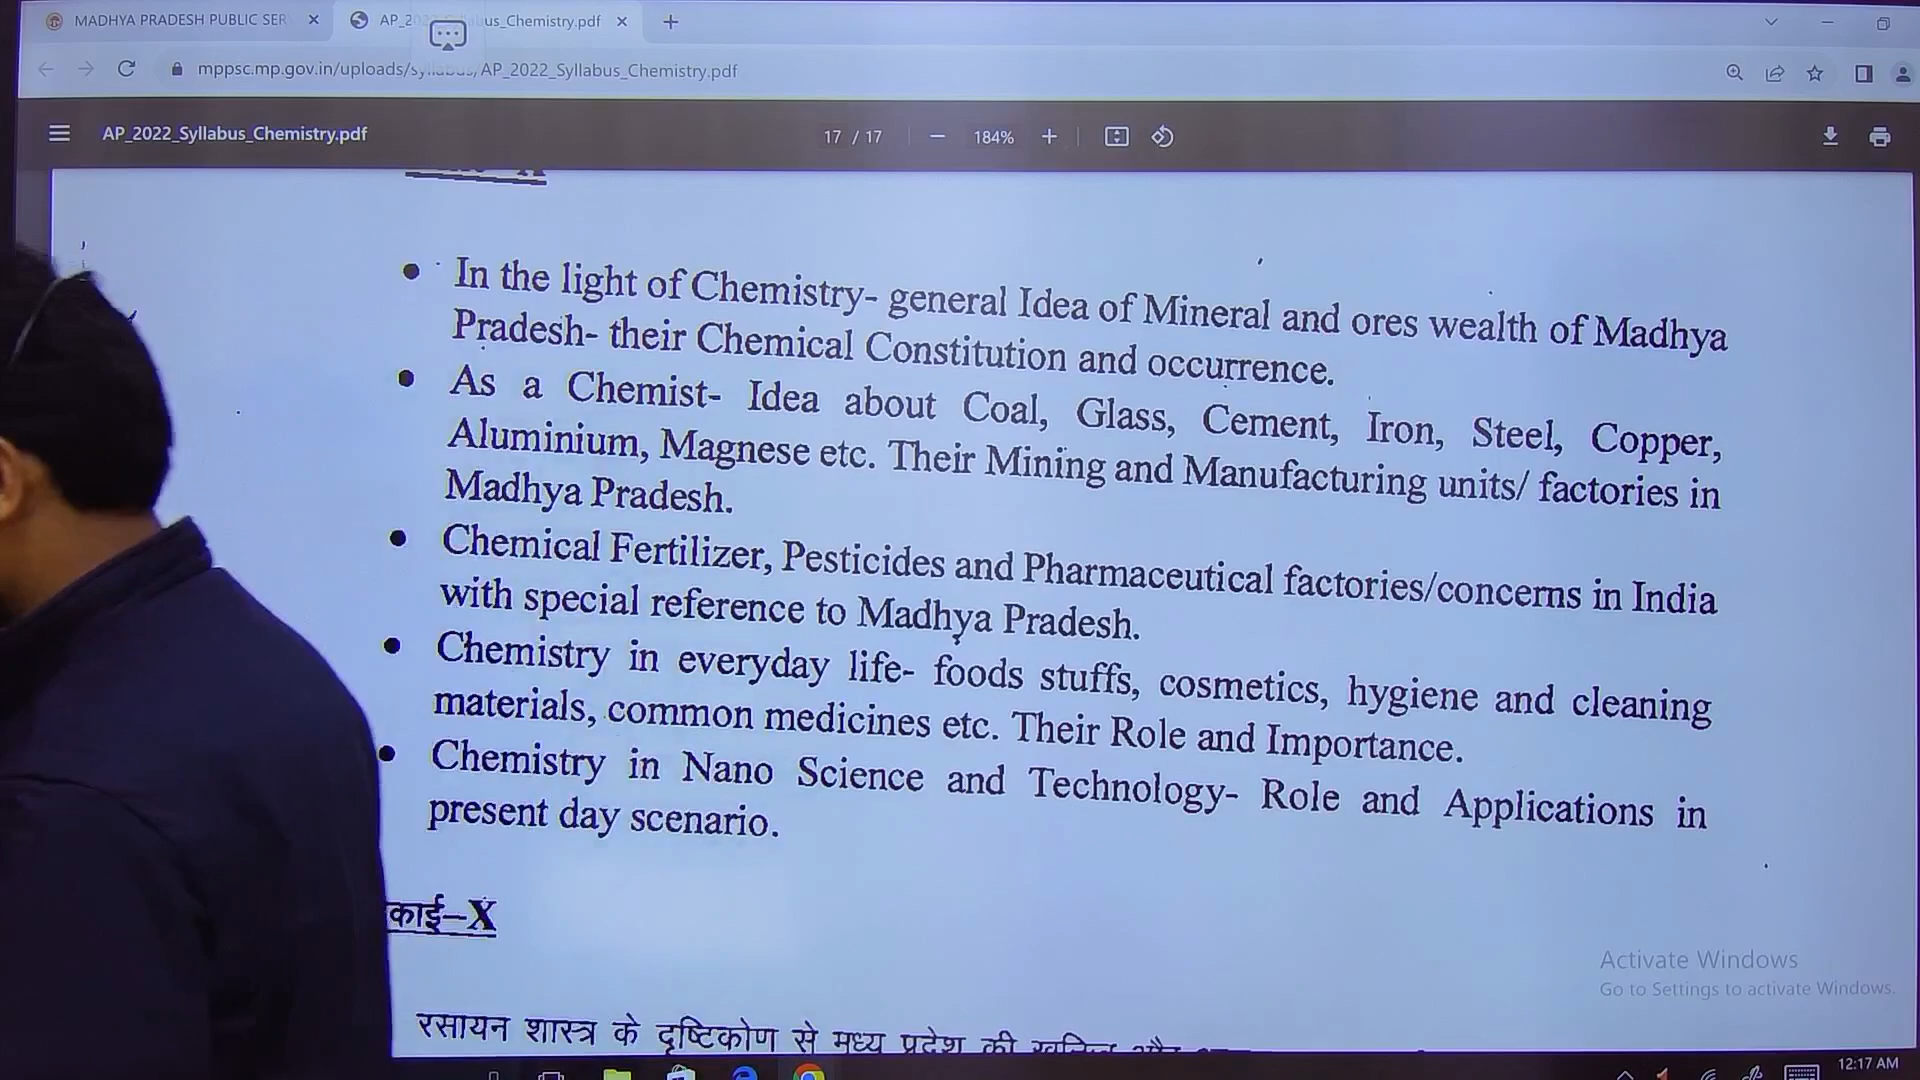 MADHYA PRADESH PUBLIC SER
us_Chemistry.pdf
mppsc.mp.gov.in/uploads/syllabus/AP_2022_Syllabus_Chemistry.pdf
AP_2022_Syllabus_Chemistry.pdf
17 / 17
184%
• In the light of Chemistry- general Idea of Mineral and ores wealth of Madhya
Pradesh- their Chemical Constitution and occurrence.
• As a Chemist- Idea about Coal, Glass, Cement, Iron, Steel, Copper,
Aluminium, Magnese etc. Their Mining and Manufacturing units/ factories in
Madhya Pradesh.
• Chemical Fertilizer, Pesticides and Pharmaceutical factories/concerns in India
with special reference to Madhya Pradesh.
• Chemistry in everyday life- foods stuffs, cosmetics, hygiene and cleaning
materials, common medicines etc. Their Role and Importance.
• Chemistry in Nano Science and Technology- Role and Applications in
present day scenario.
काई–X
रसायन शास्त्र के दृष्टिकोण से मध्य प्रदेश की खनिज और
Activate Windows
Go to Settings to activate Windows.
12:17 AM